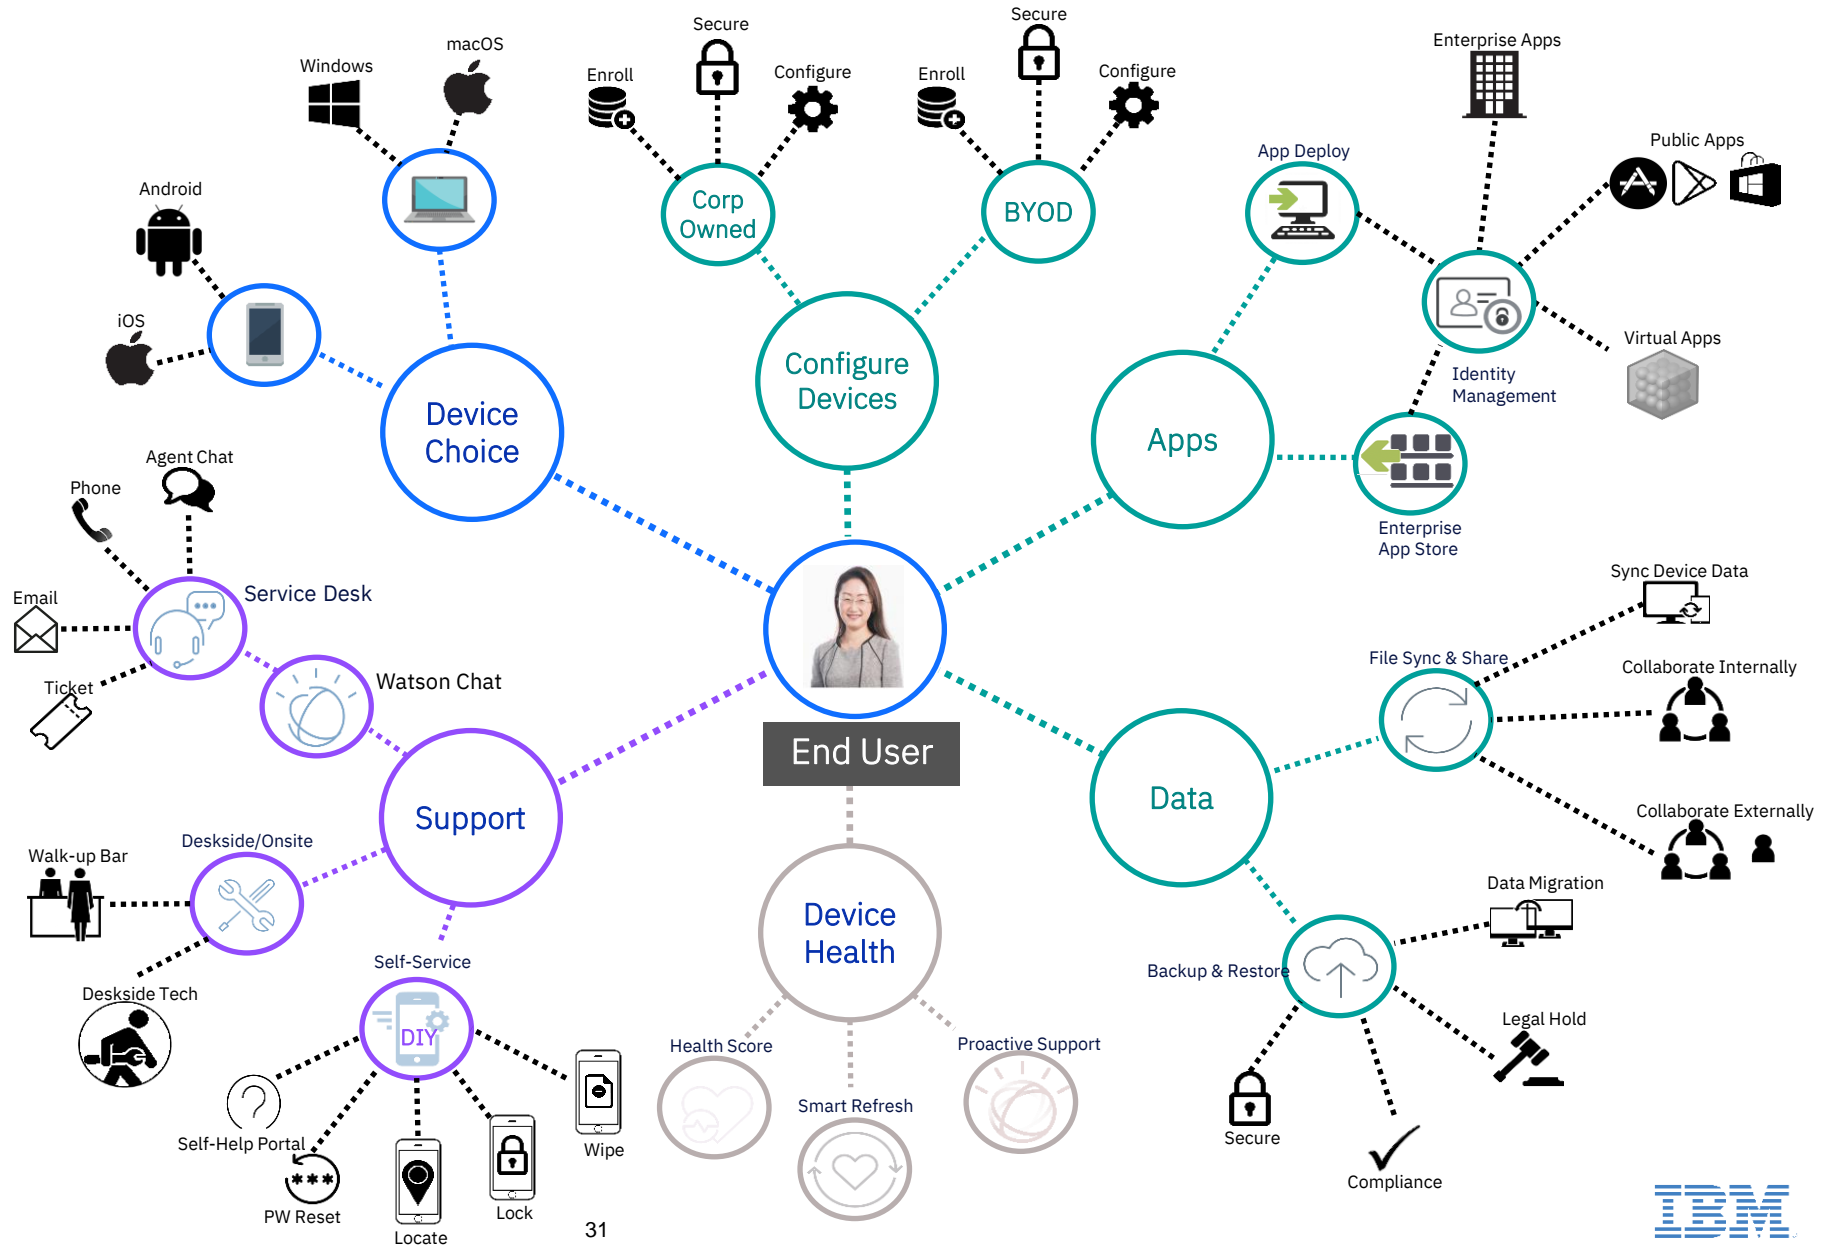 Secure
Secure
macOS
Enterprise Apps
Windows
Enroll
Configure
Enroll
Configure
Public Apps
App Deploy
Android
Corp
Owned
BYOD
iOS
Virtual Apps
Configure
Devices
Identity
Management
Device
Choice
Apps
Agent Chat
Phone
Enterprise
App Store
Sync Device Data
Email
Service Desk
File Sync & Share
Collaborate Internally
Ticket
Watson Chat
End User
Data
Support
Collaborate Externally
Deskside/Onsite
Walk-up Bar
Data Migration
Device
Health
Self-Service
Backup & Restore
Deskside Tech
Legal Hold
DIY
Health Score
Proactive Support
Smart Refresh
Self-Help Portal
Wipe
Secure
***
Compliance
PW Reset
Lock
Locate
31
IBM